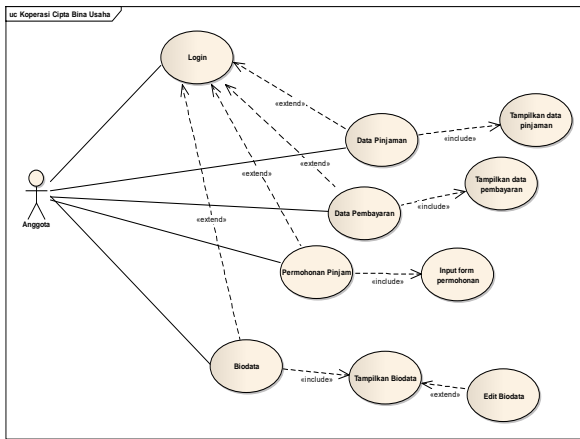 uc Koperasi Cipta Bina Usaha
Login
«extend»
Tampilkan data
pinjaman
Data Pinjaman
«include»
«extend»
Tampilkan data
pembayaran
Anggota
«extend»
Data Pembayaran
«include»
«extend»
Permohonan Pinjam
«include»
Input form
permohonan
Biodata
«include»
Tampilkan Biodata
«extend»
Edit Biodata